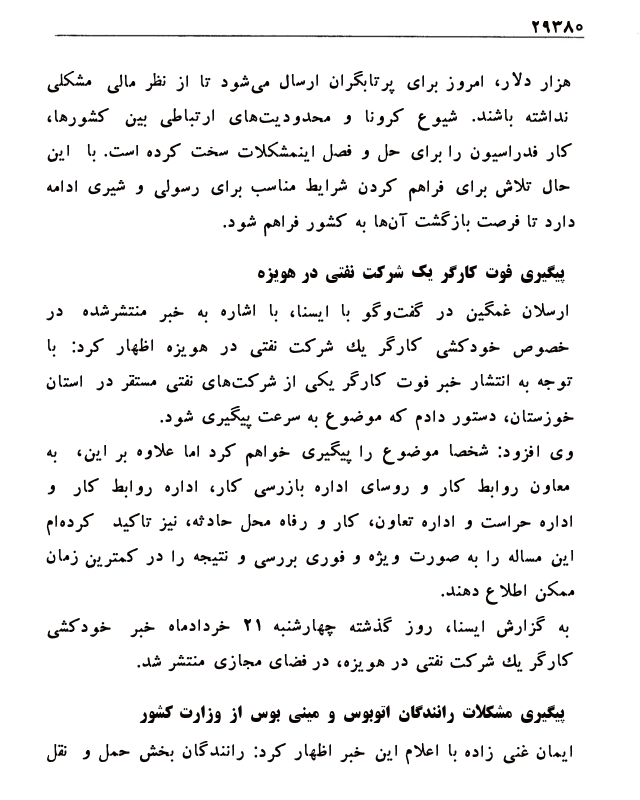 ۲۹۳۸۰
هزار دلار، امروز برای پرتابگران ارسال می‌شود تا از نظر مالی مشکلی
نداشته باشند. شیوع کرونا و محدودیت‌های ارتباطی بین کشورها،
کار فدراسیون را برای حل و فصل اینمشکلات سخت کرده است. با این
حال تلاش برای فراهم کردن شرایط مناسب برای رسولی و شیری ادامه
دارد تا فرصت بازگشت آن‌ها به کشور فراهم شود.
پیگیری فوت کارگر یک شرکت نفتی در هویزه
ارسلان غمگین در گفت‌وگو با ایسنا، با اشاره به خبر منتشرشده در
خصوص خودکشی کارگر یك شرکت نفتی در هویزه اظهار کرد: با
توجه به انتشار خبر فوت کارگر یکی از شرکت‌های نفتی مستقر در استان
خوزستان، دستور دادم که موضوع به سرعت پیگیری شود.
وی افزود: شخصا موضوع را پیگیری خواهم کرد اما علاوه بر این، به
معاون روابط کار و روسای اداره بازرسی کار، اداره روابط کار و
اداره حراست و اداره تعاون، کار و رفاه محل حادثه، نیز تاکید کرده‌ام
این مساله را به صورت ویژه و فوری بررسی و نتیجه را در کمترین زمان
ممکن اطلاع دهند.
به گزارش ایسنا، روز گذشته چهارشنبه ۲۱ خردادماه خبر خودکشی
کارگر یك شرکت نفتی در هویزه، در فضای مجازی منتشر شد.
پیگیری مشکلات رانندگان اتوبوس و مینی بوس از وزارت کشور
ایمان غنی زاده با اعلام این خبر اظهار کرد: رانندگان بخش حمل و نقل